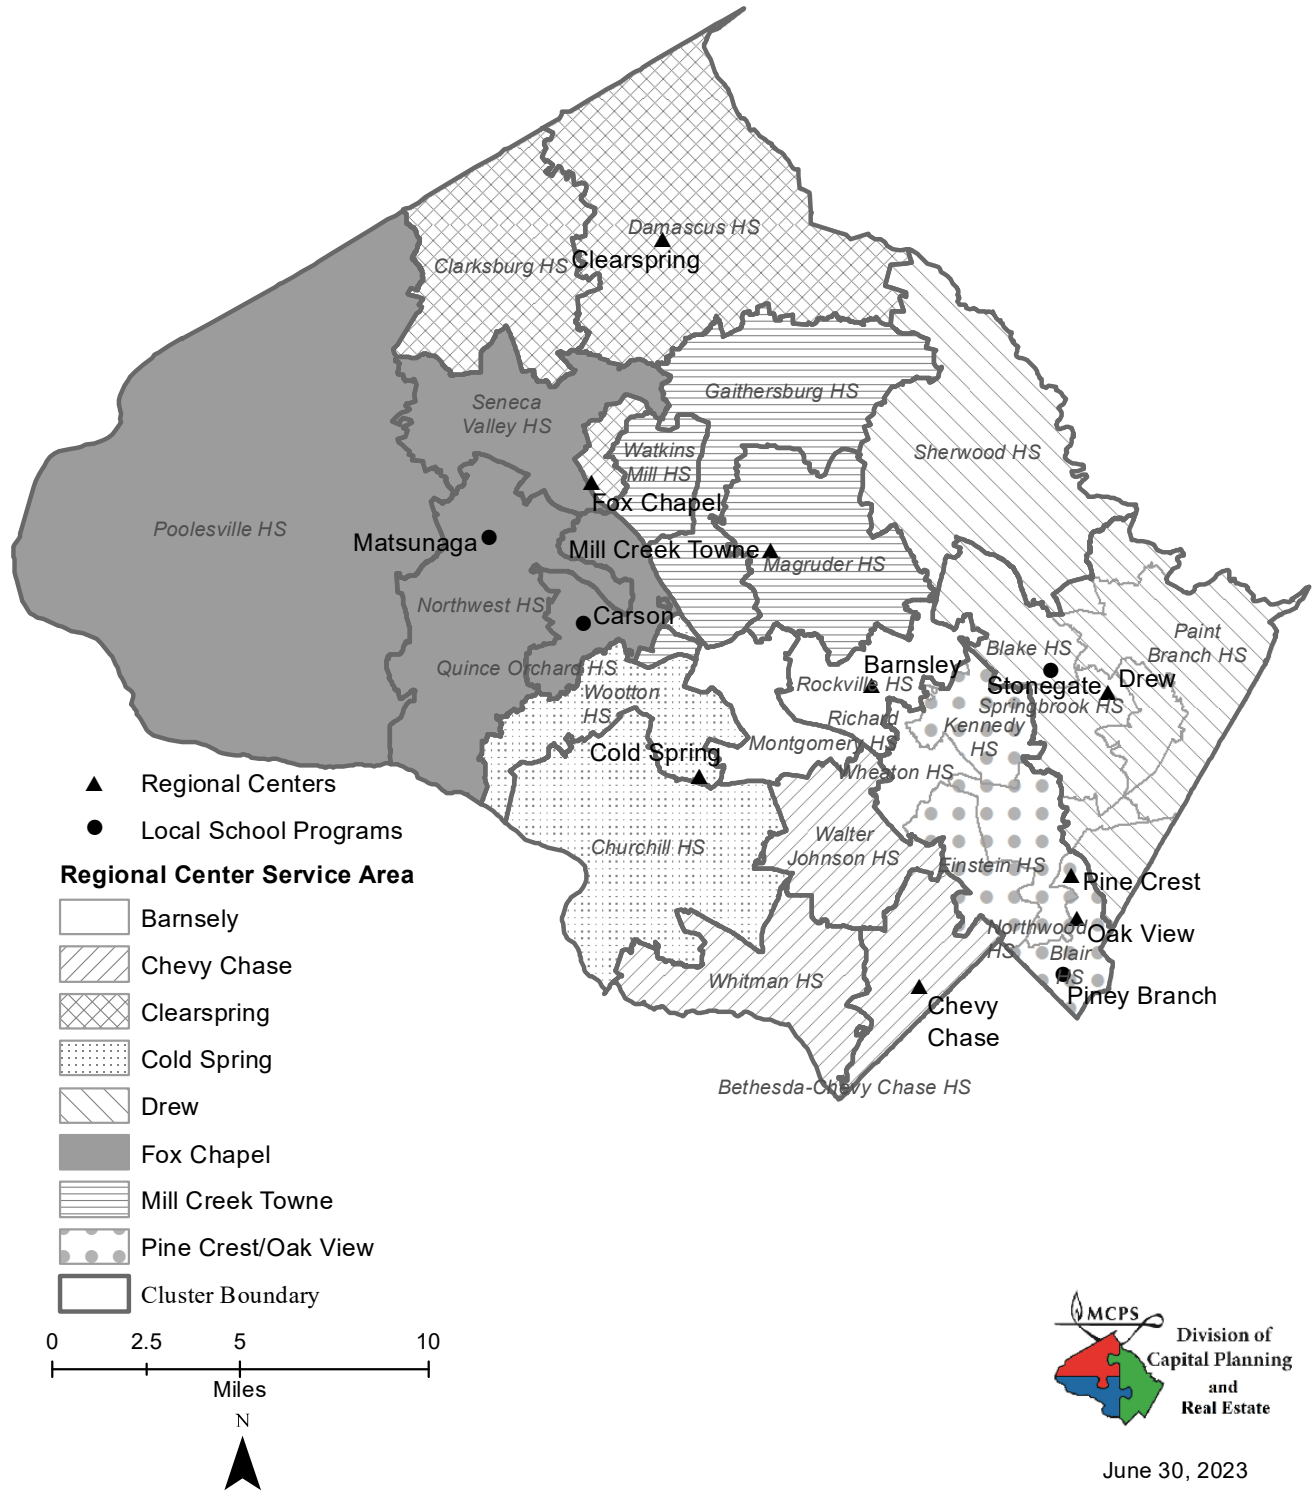 Damascus HS
Clearspring
Clarksburg HS
Gaithersburg HS
Seneca
Valley HS
Watkins
Mill HS
Sherwood HS
Fox Chapel
Poolesville HS
Matsunaga
Mill Creek Towne
Magruder HS
Northwest HS
Carson
Paint
Branch HS
Blake HS
Quince Orchard HS
Barnsley
Rockville HS
Stonegate
Drew
Wootton
HS
Springbrook HS
Richard
Montgomery HS
Kennedy
HS
Cold Spring
Wheaton HS
Churchill HS
Walter
Johnson HS
Einstein HS
Pine Crest
Northwood
HS
Oak View
Blair
HS
Whitman HS
Piney Branch
Chevy
Chase
Bethesda-Chevy Chase HS
Regional Centers
Local School Programs
Regional Center Service Area
Barnsely
Chevy Chase
Clearspring
Cold Spring
Drew
Fox Chapel
Mill Creek Towne
Pine Crest/Oak View
Cluster Boundary
0 2.5 5 10
Miles
N
MCPS
Division of
Capital Planning
and
Real Estate
June 30, 2023